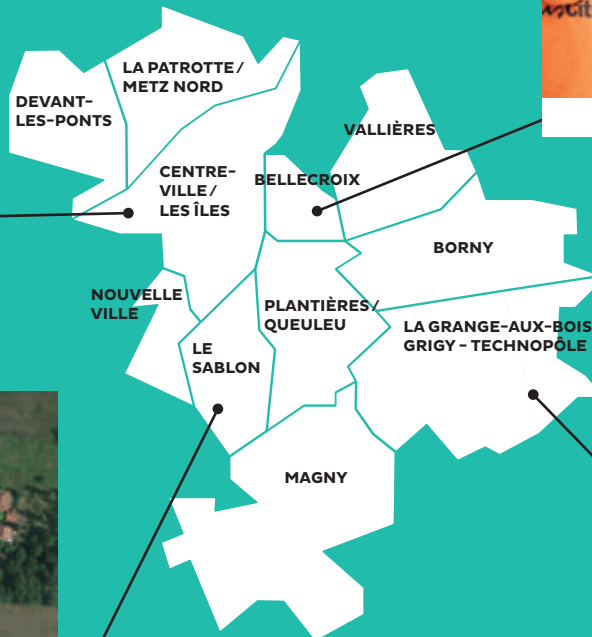 LA PATROTTE/
METZ NORD
DEVANT-
LES-PONTS
VALLIÈRES
CENTRE-
VILLE/
LES ÎLES
BELLECROIX
BORNY
NOUVELLE
VILLE
PLANTIÈRES/
QUEULEU
LA GRANGE-AUX-BOIS
GRIGY - TECHNOPÔLE
LE
SABLON
MAGNY